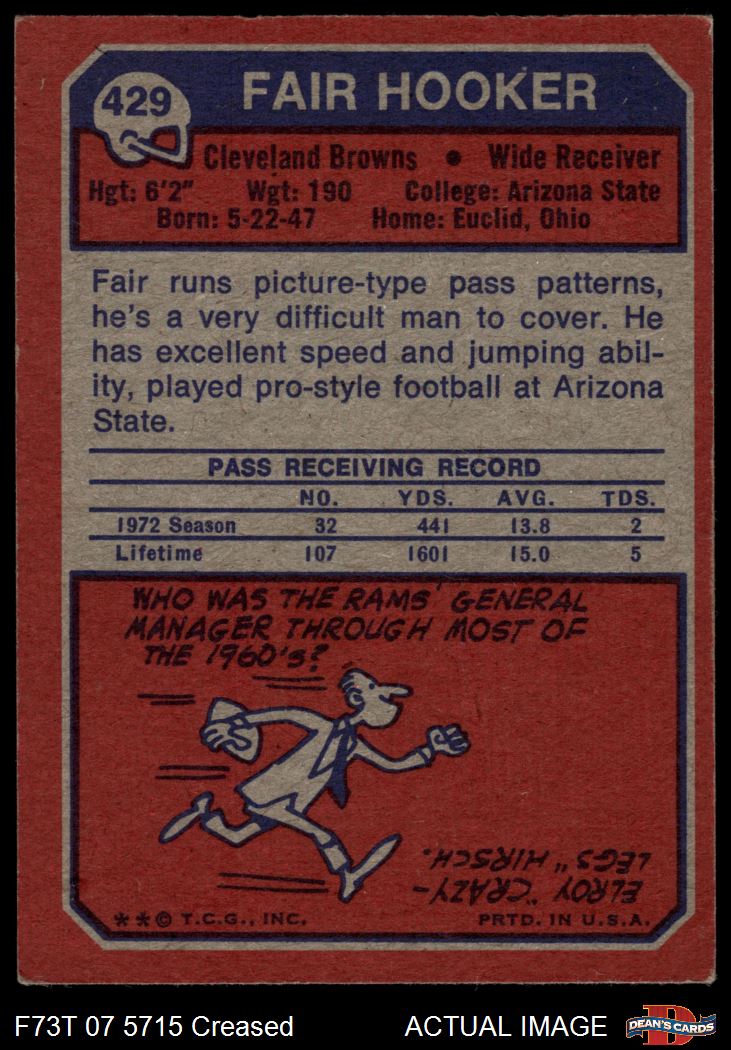 429
FAIR HOOKER
Cleveland Browns • Wide Receiver
Hgt: 6'2" Wgt: 190 College: Arizona State
Born: 5-22-47 Home: Euclid, Ohio
Fair runs picture-type pass patterns,
he's a very difficult man to cover. He
has excellent speed and jumping abil-
ity, played pro-style football at Arizona
State.
PASS RECEIVING RECORD
NO. YDS. AVG. TDS.
1972 Season 32 441 13.8 2
Lifetime 107 1601 15.0 5
WHO WAS THE RAMS' GENERAL
MANAGER THROUGH MOST OF
THE 1960's?
ELROY "CRAZY-
LEGS" HIRSCH.
**© T.C.G., INC. PRTD. IN U.S.A.
F73T 07 5715 Creased ACTUAL IMAGE
D
DEAN'S CARDS